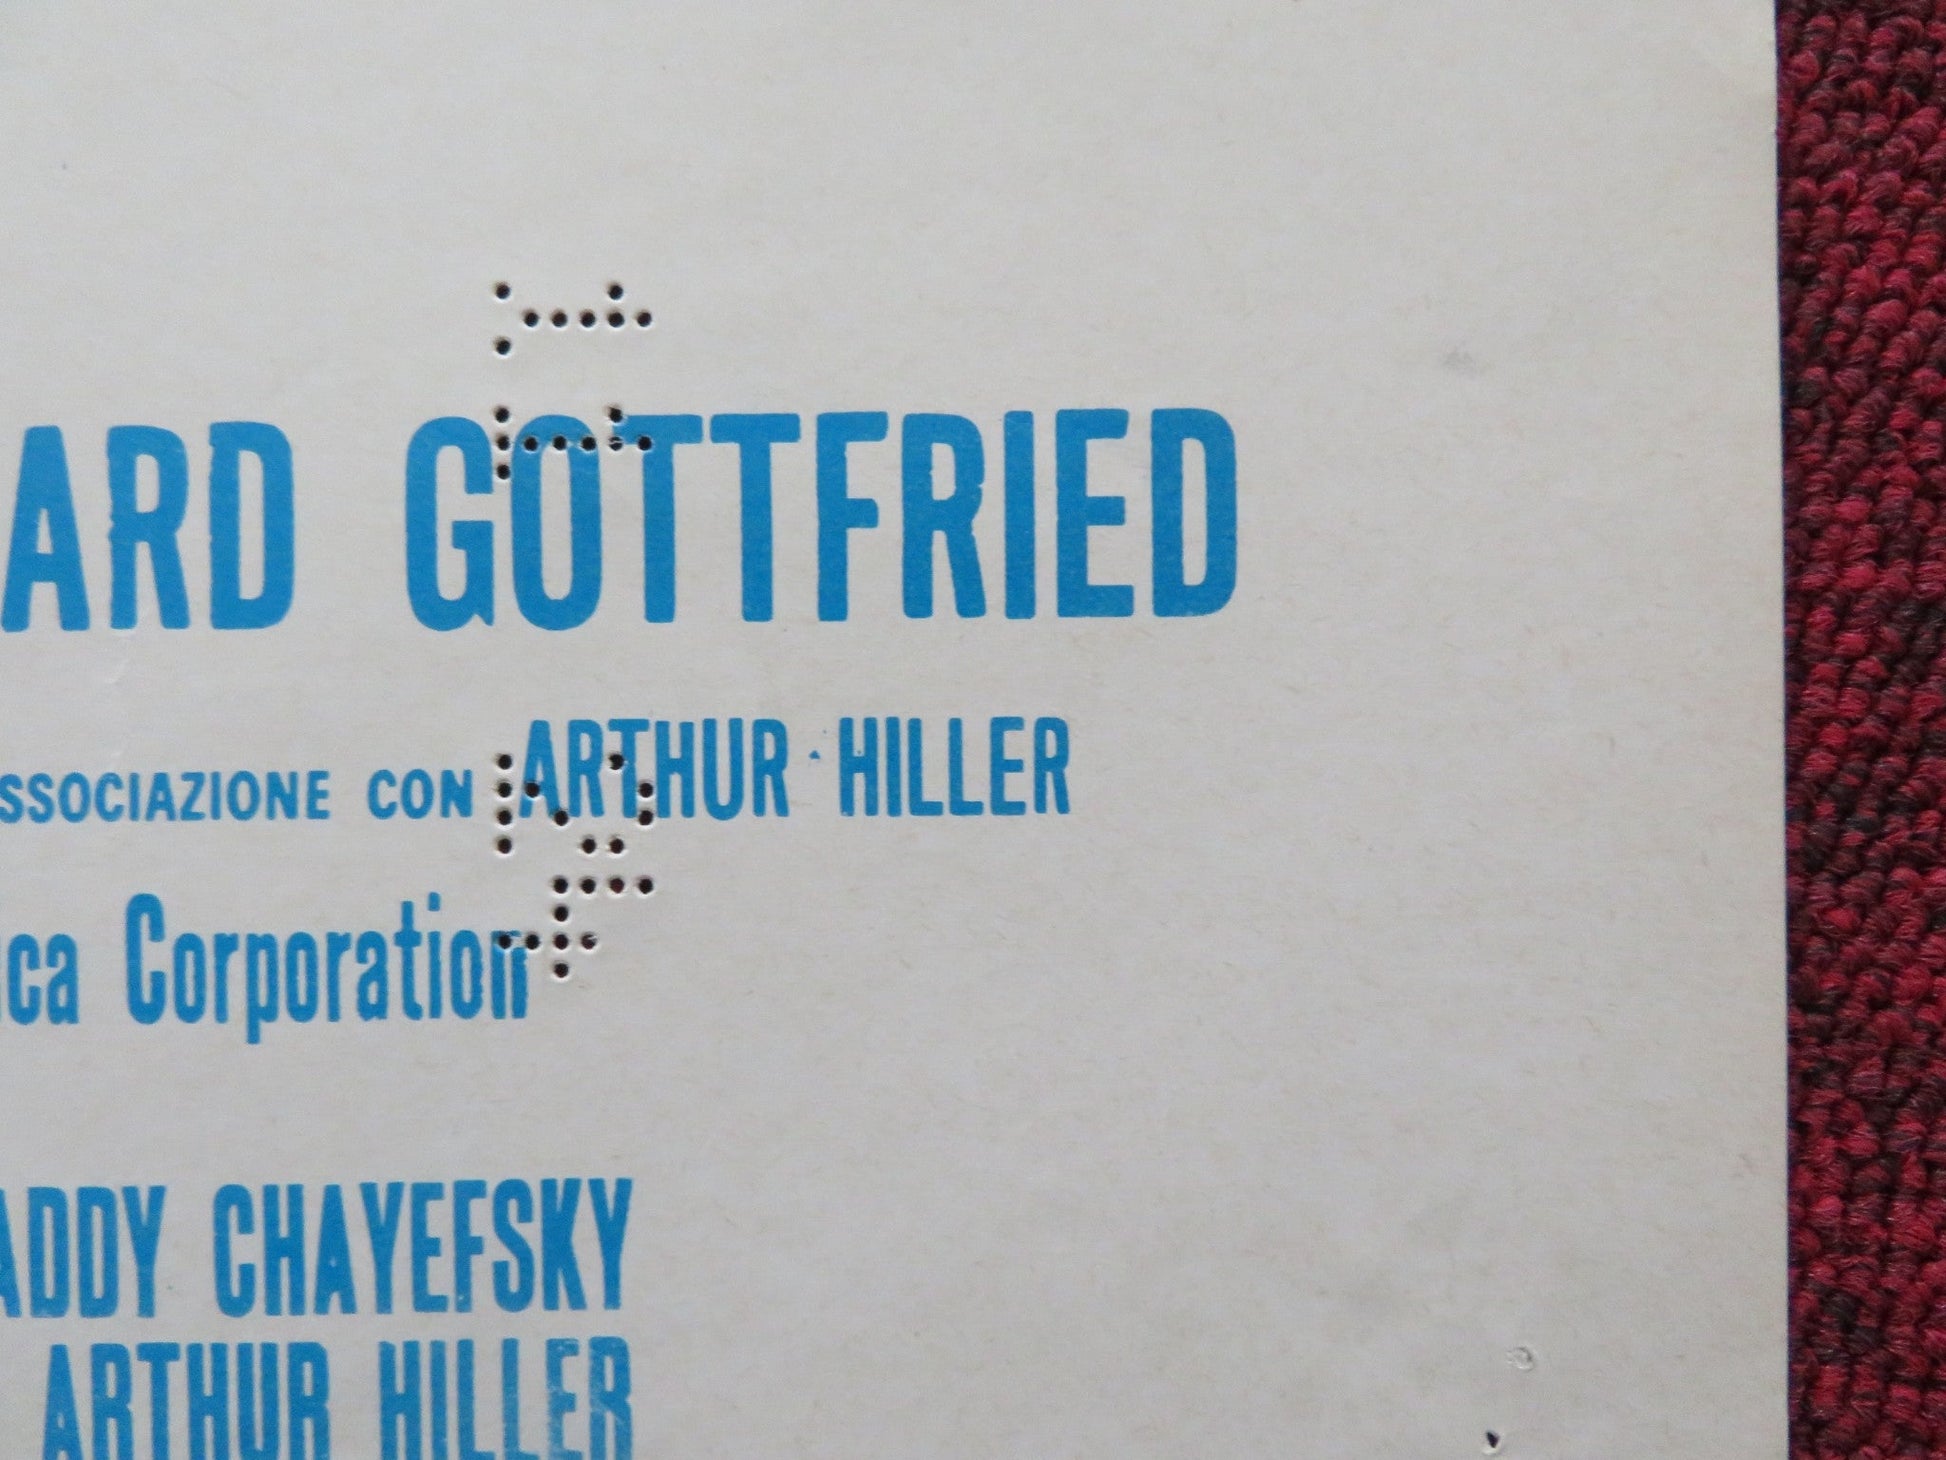 ARD GOTTFRIED
SSOCIAZIONE CON ARTHUR HILLER
ca Corporation
ADDY CHAYEFSKY
ARTHUR HILLER